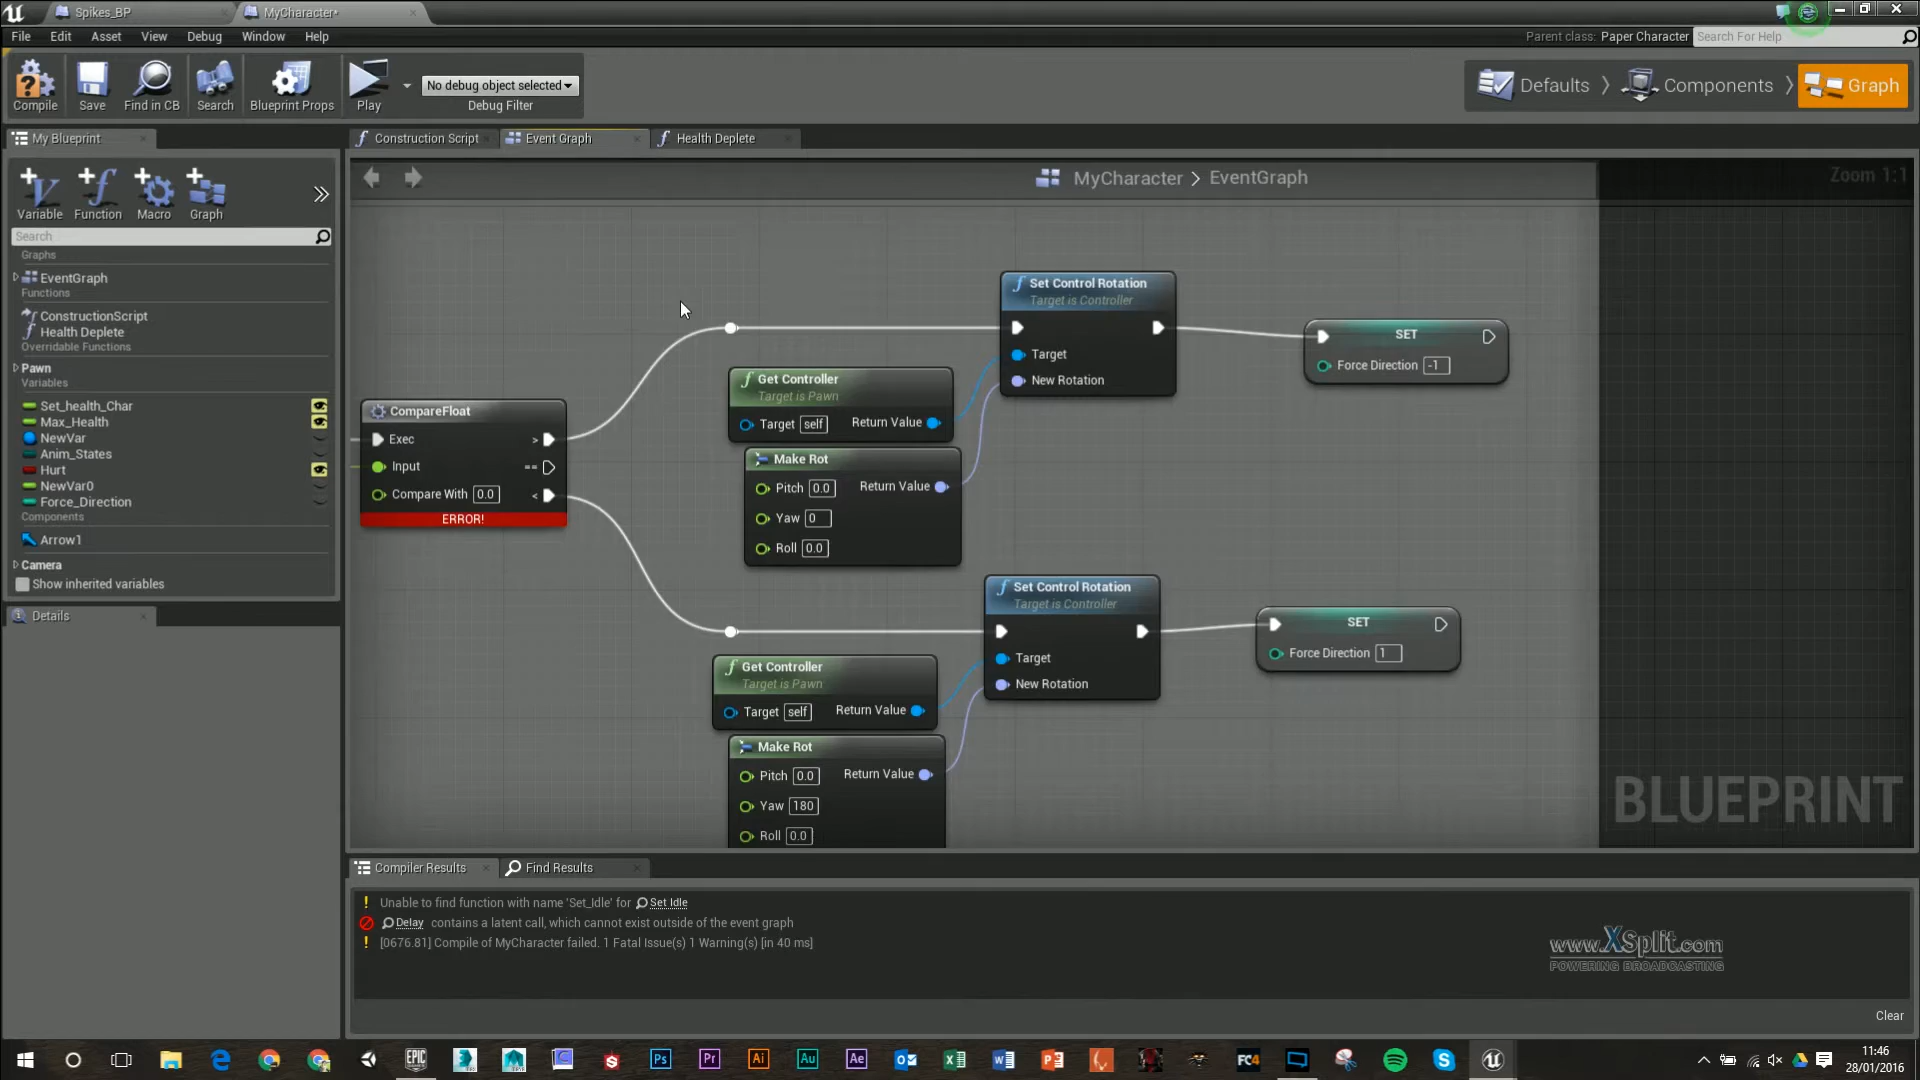 Spikes_BP
MyCharacter*
File Edit Asset View Debug Window Help
Parent class: Paper Character
Search For Help
Compile Save Find in CB Search Blueprint Props Play
No debug object selected
Debug Filter
Defaults Components Graph
My Blueprint
Construction Script Event Graph Health Deplete
Variable Function Macro Graph
MyCharacter > EventGraph
Zoom 1:1
Search
Graphs
EventGraph
Functions
ConstructionScript
Health Deplete
Overridable Functions
Pawn
Variables
Set_health_Char
Max_Health
NewVar
Anim_States
Hurt
NewVar0
Force_Direction
Components
Arrow1
Camera
Show inherited variables
Details
CompareFloat
Exec >
Input ==
Compare With 0.0 <
ERROR!
Get Controller
Target is Pawn
Target self Return Value
Make Rot
Pitch 0.0 Return Value
Yaw 0
Roll 0.0
Set Control Rotation
Target is Controller
Target
New Rotation
SET
Force Direction -1
Get Controller
Target is Pawn
Target self Return Value
Make Rot
Pitch 0.0 Return Value
Yaw 180
Roll 0.0
Set Control Rotation
Target is Controller
Target
New Rotation
SET
Force Direction 1
BLUEPRINT
Compiler Results Find Results
! Unable to find function with name 'Set_Idle' for Set Idle
Delay contains a latent call, which cannot exist outside of the event graph
! [0676.81] Compile of MyCharacter failed. 1 Fatal Issue(s) 1 Warning(s) [in 40 ms]
www.XSplit.com
POWERING BROADCASTING
Clear
EPIC
Ps Pr Ai Au Ae
FC4
11:46
28/01/2016